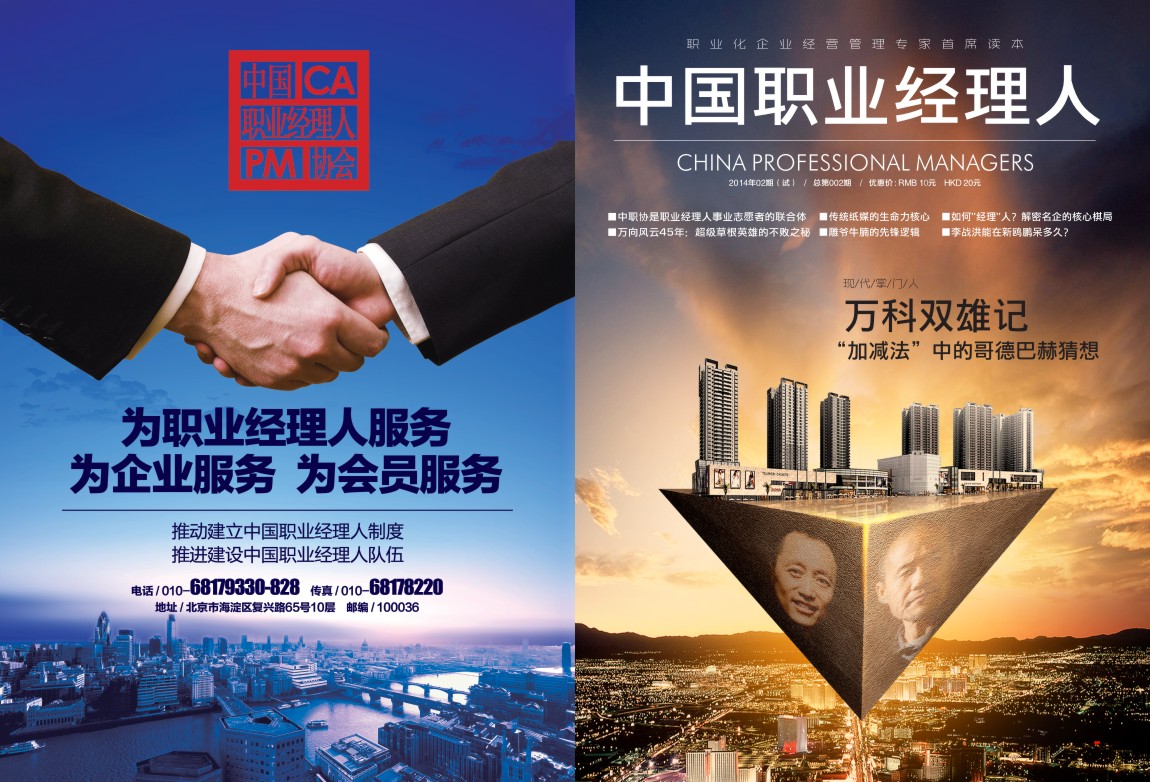 中国 CA
职业经理人
PM 协会
为职业经理人服务
为企业服务 为会员服务
推动建立中国职业经理人制度
推进建设中国职业经理人队伍
电话 / 010-68179330-828 传真 / 010-68178220
地址 / 北京市海淀区复兴路65号10层 邮编 / 100036
职业化企业经营管理专家首席读本
中国职业经理人
CHINA PROFESSIONAL MANAGERS
2014年02期（试） / 总第002期 / 优惠价：RMB 10元 HKD 20元
■中职协是职业经理人事业志愿者的联合体 ■传统纸媒的生命力核心 ■如何“经理”人？解密名企的核心棋局
■万向风云45年：超级草根英雄的不败之秘 ■雕爷牛腩的先锋逻辑 ■李战洪能在新鸥鹏呆多久？
现/代/掌/门/人
万科双雄记
“加减法”中的哥德巴赫猜想